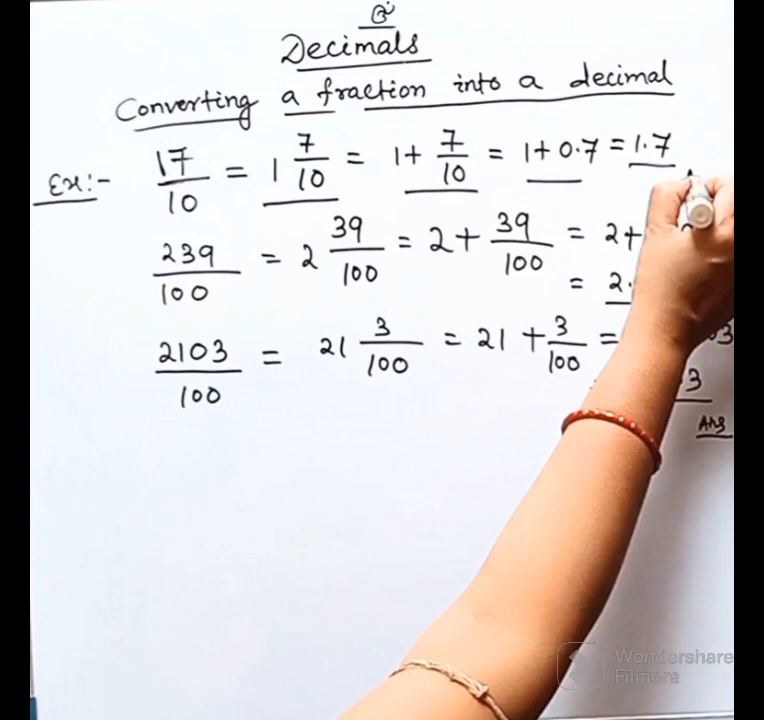 Decimals
Converting a fraction into a decimal
Ex:- 17/10 = 1 7/10 = 1 + 7/10 = 1 + 0.7 = 1.7
239/100 = 2 39/100 = 2 + 39/100 = 2 +
= 2.
2103/100 = 21 3/100 = 21 + 3/100 = 03
3
Ans
Wondershare
Filmora